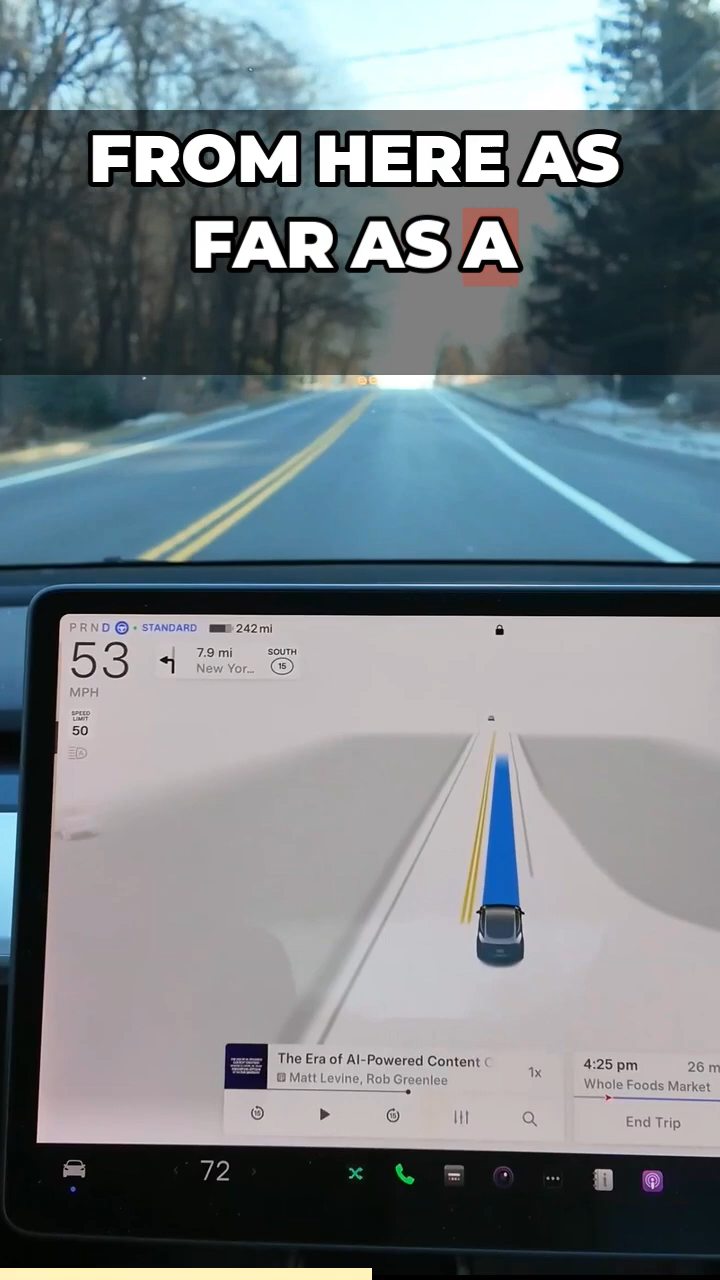 FROM HERE AS
FAR AS A
P R N D STANDARD 242 mi
53
MPH
7.9 mi
New Yor...
SOUTH
15
SPEED
LIMIT
50
The Era of AI-Powered Content
Matt Levine, Rob Greenlee
1x
15
15
4:25 pm 26 m
Whole Foods Market
End Trip
72